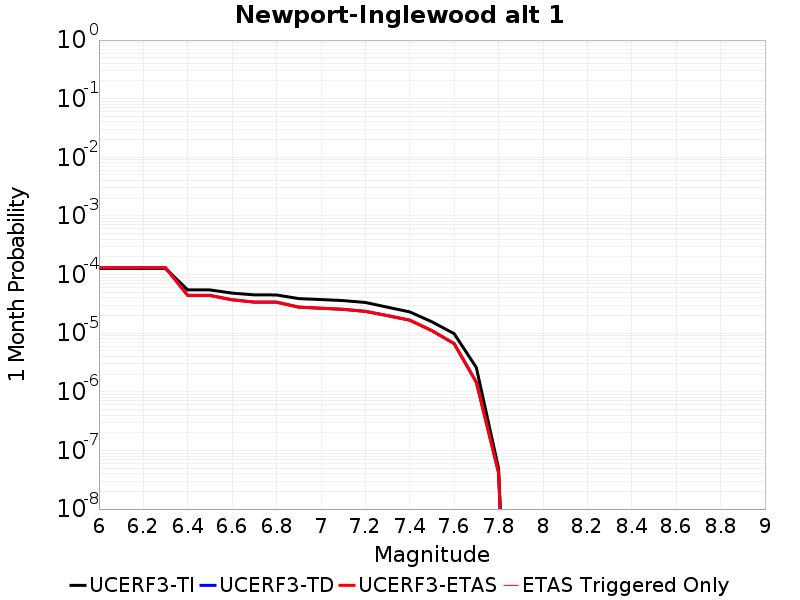 Newport-Inglewood alt 1
10^0
10^-1
10^-2
10^-3
10^-4
10^-5
10^-6
10^-7
10^-8
1 Month Probability
6 6.2 6.4 6.6 6.8 7 7.2 7.4 7.6 7.8 8 8.2 8.4 8.6 8.8 9
Magnitude
UCERF3-TI UCERF3-TD UCERF3-ETAS ETAS Triggered Only